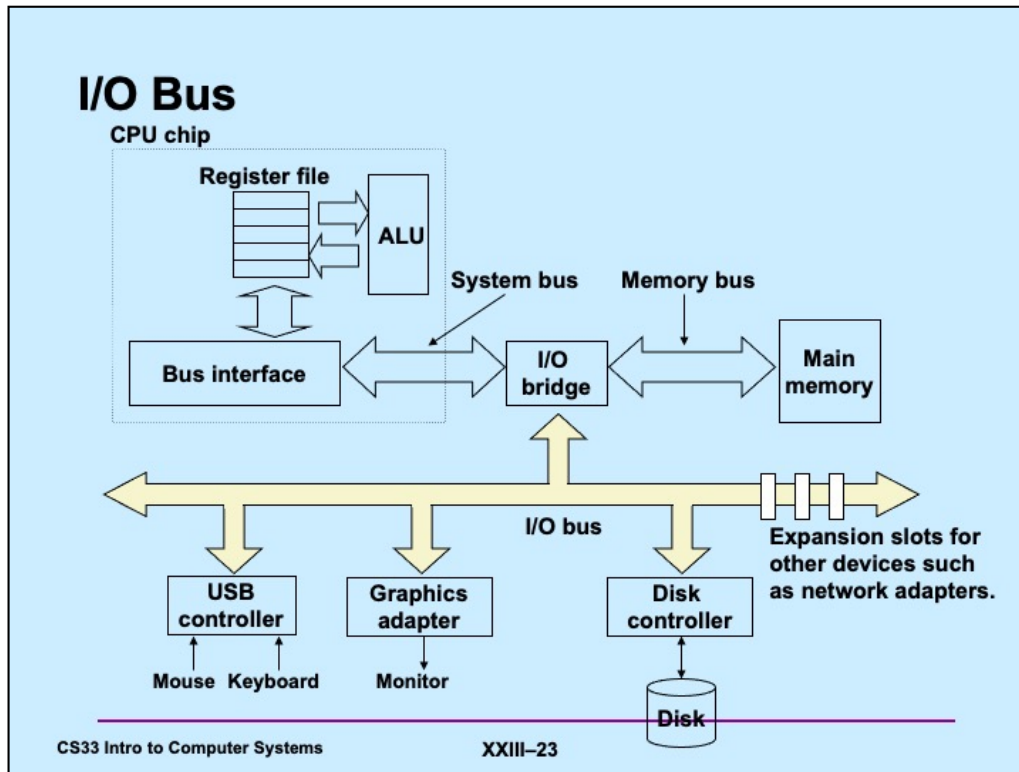 I/O Bus
CPU chip
Register file
ALU
System bus
Memory bus
Bus interface
I/O
bridge
Main
memory
I/O bus
Expansion slots for
other devices such
as network adapters.
USB
controller
Graphics
adapter
Disk
controller
Mouse
Keyboard
Monitor
Disk
CS33 Intro to Computer Systems
XXIII–23